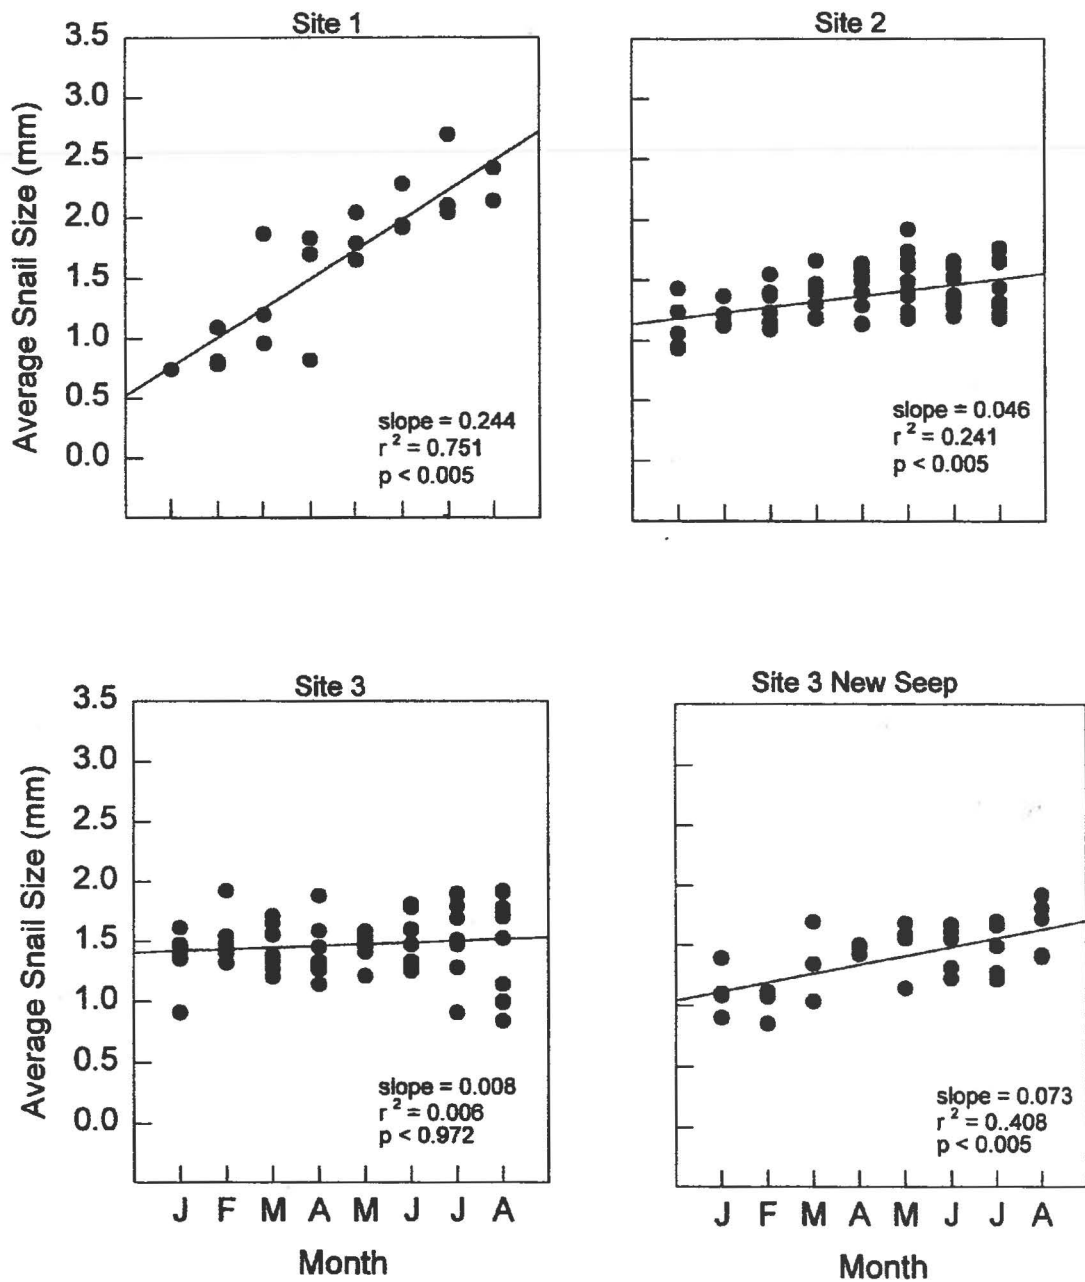 Site 1
Site 2
3.5
3.0
2.5
2.0
1.5
1.0
0.5
0.0
Average Snail Size (mm)
slope = 0.244
r ² = 0.751
p < 0.005
slope = 0.046
r ² = 0.241
p < 0.005
Site 3
Site 3 New Seep
3.5
3.0
2.5
2.0
1.5
1.0
0.5
0.0
Average Snail Size (mm)
slope = 0.008
r ² = 0.006
p < 0.972
slope = 0.073
r ² = 0..408
p < 0.005
J F M A M J J A
J F M A M J J A
Month
Month